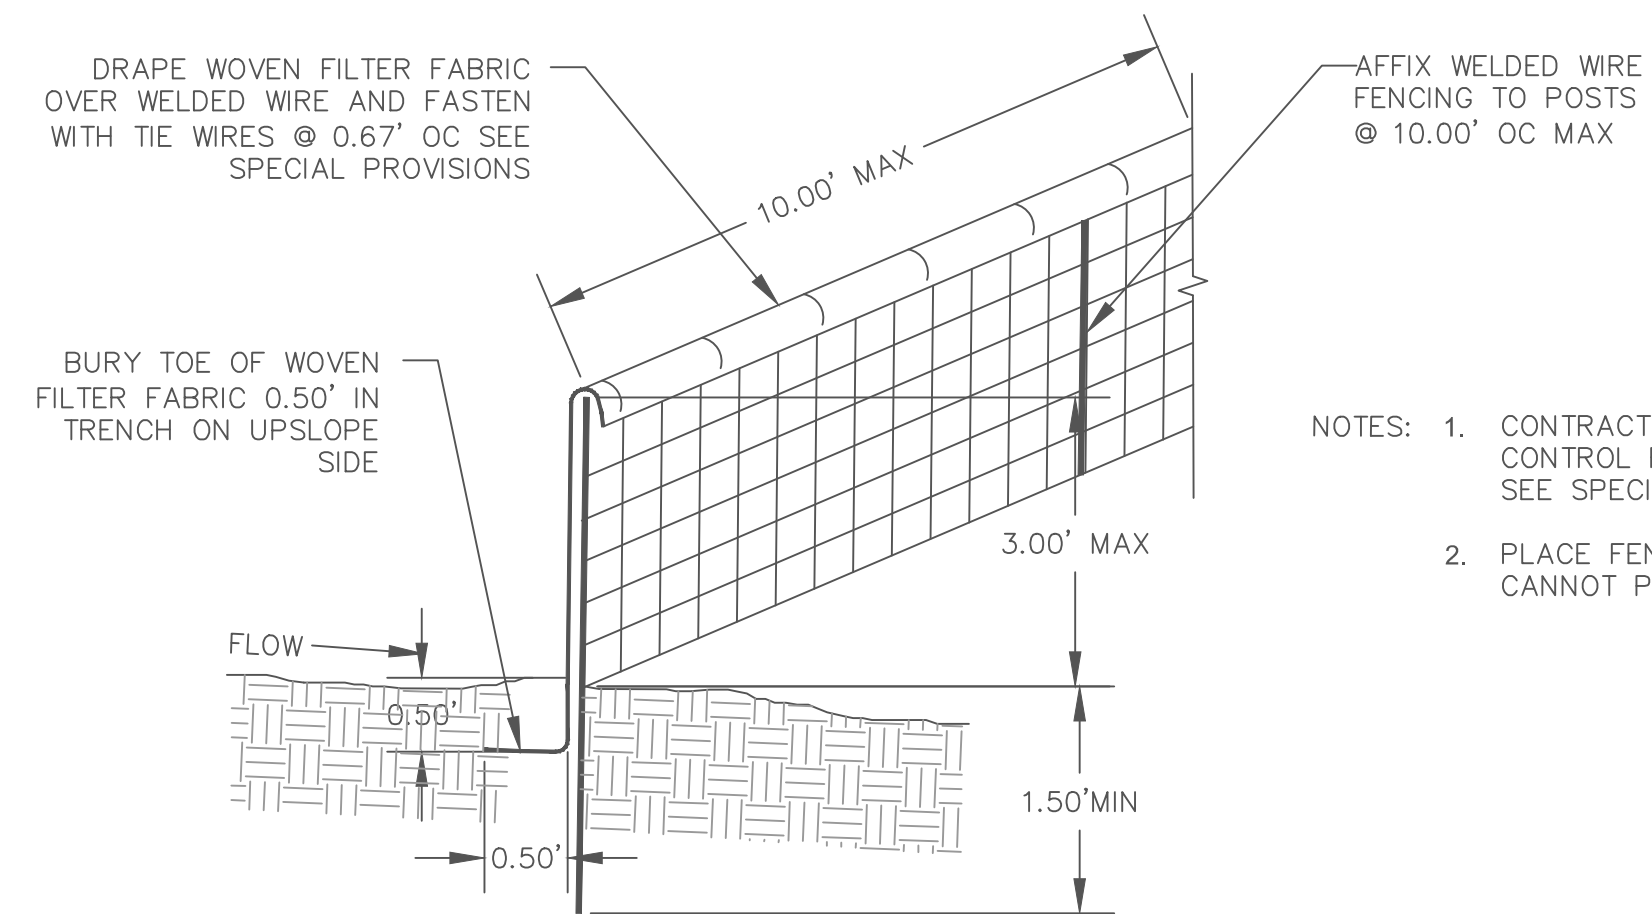 DRAPE WOVEN FILTER FABRIC
OVER WELDED WIRE AND FASTEN
WITH TIE WIRES @ 0.67' OC SEE
SPECIAL PROVISIONS
10.00' MAX
AFFIX WELDED WIRE
FENCING TO POSTS
@ 10.00' OC MAX
BURY TOE OF WOVEN
FILTER FABRIC 0.50' IN
TRENCH ON UPSLOPE
SIDE
NOTES: 1. CONTRACT
CONTROL
SEE SPECI
2. PLACE FEN
CANNOT P
3.00' MAX
FLOW
0.50'
1.50'MIN
0.50'